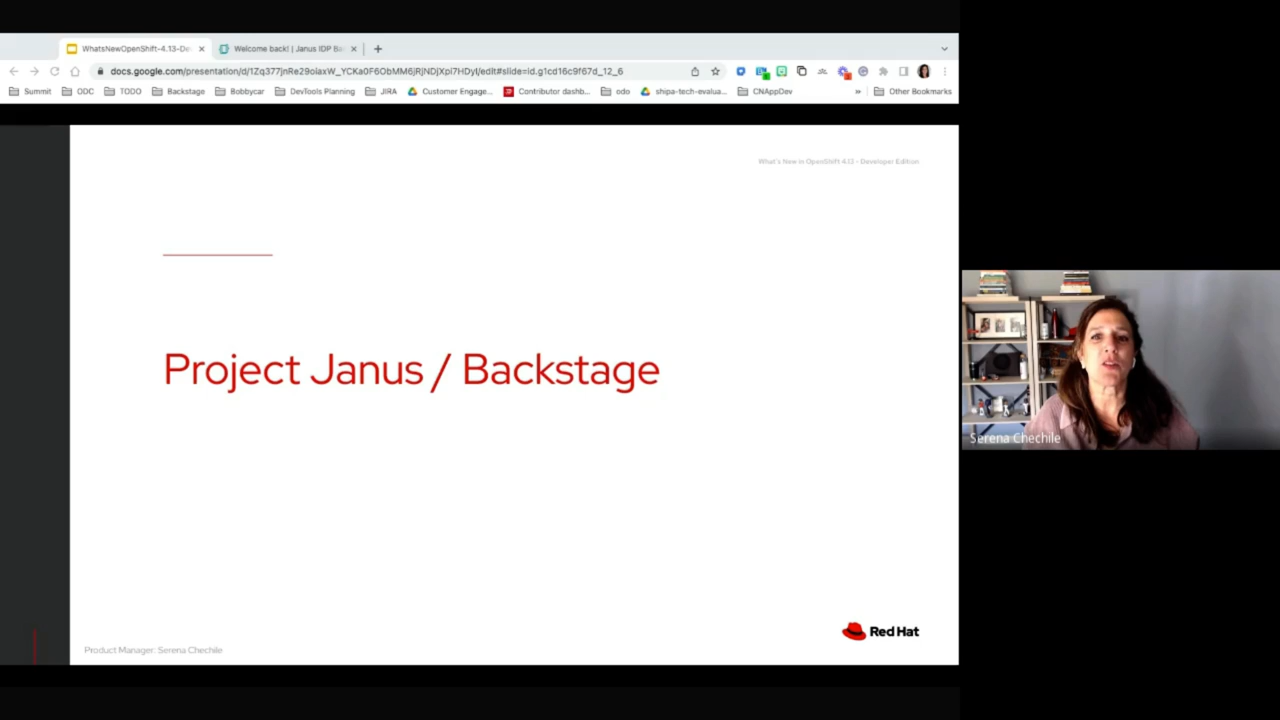 WhatsNewOpenShift-4.13-De
Welcome back! | Janus IDP Ba
docs.google.com/presentation/d/1Zq377jnRe29oiaxW_YCKa0F6ObMM6jRjNDjXpi7HDyI/edit#slide=id.g1cd16c9f67d_12_6
Summit
ODC
TODO
Backstage
Bobbycar
DevTools Planning
JIRA
Customer Engage...
Contributor dashb...
odo
shipa-tech-evalua...
CNAppDev
»
Other Bookmarks
What's New in OpenShift 4.13 - Developer Edition
Project Janus / Backstage
Serena Chechile
Red Hat
Product Manager: Serena Chechile